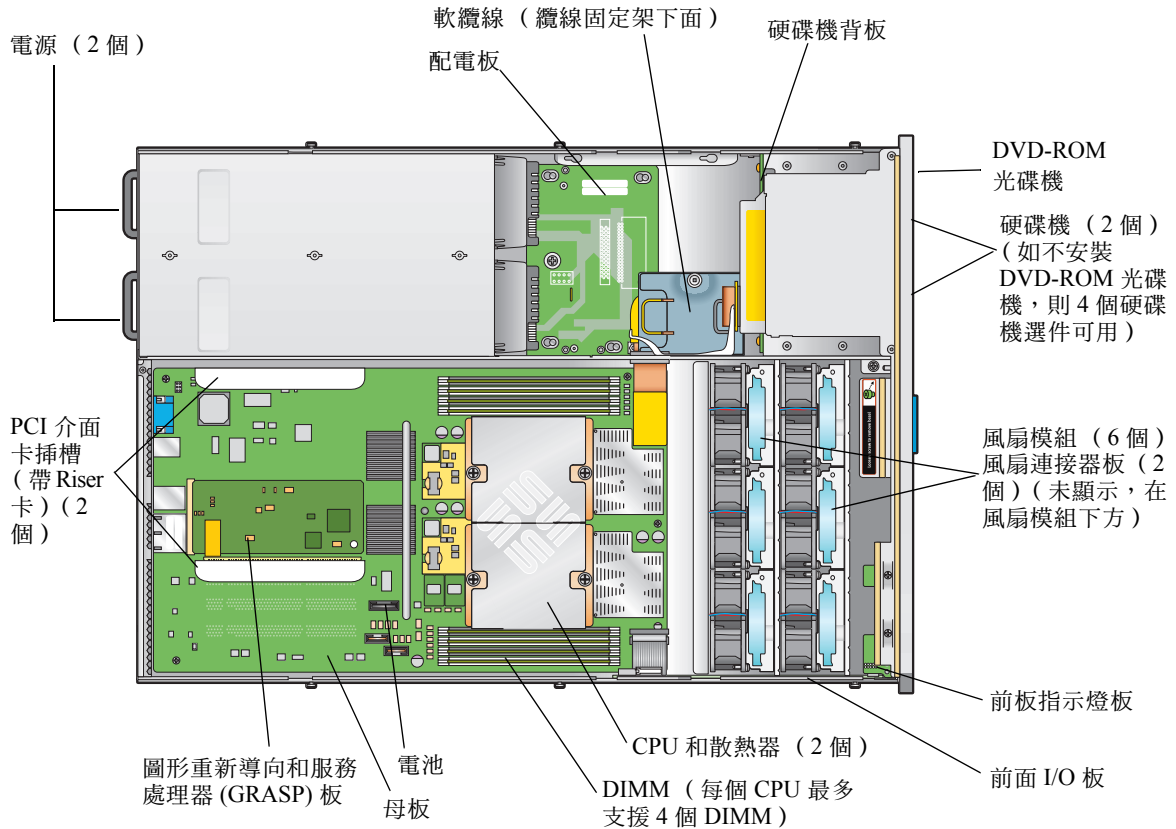 軟纜線（纜線固定架下面）
硬碟機背板
電源（2 個）
配電板
DVD-ROM
光碟機
硬碟機（2 個）
（如不安裝
DVD-ROM 光碟
機，則 4 個硬碟
機選件可用）
PCI 介面
卡插槽
（帶 Riser
卡）（2
個）
風扇模組（6 個）
風扇連接器板（2
個）（未顯示，在
風扇模組下方）
前板指示燈板
CPU 和散熱器（2 個）
圖形重新導向和服務
處理器 (GRASP) 板
電池
母板
DIMM（每個 CPU 最多
支援 4 個 DIMM）
前面 I/O 板